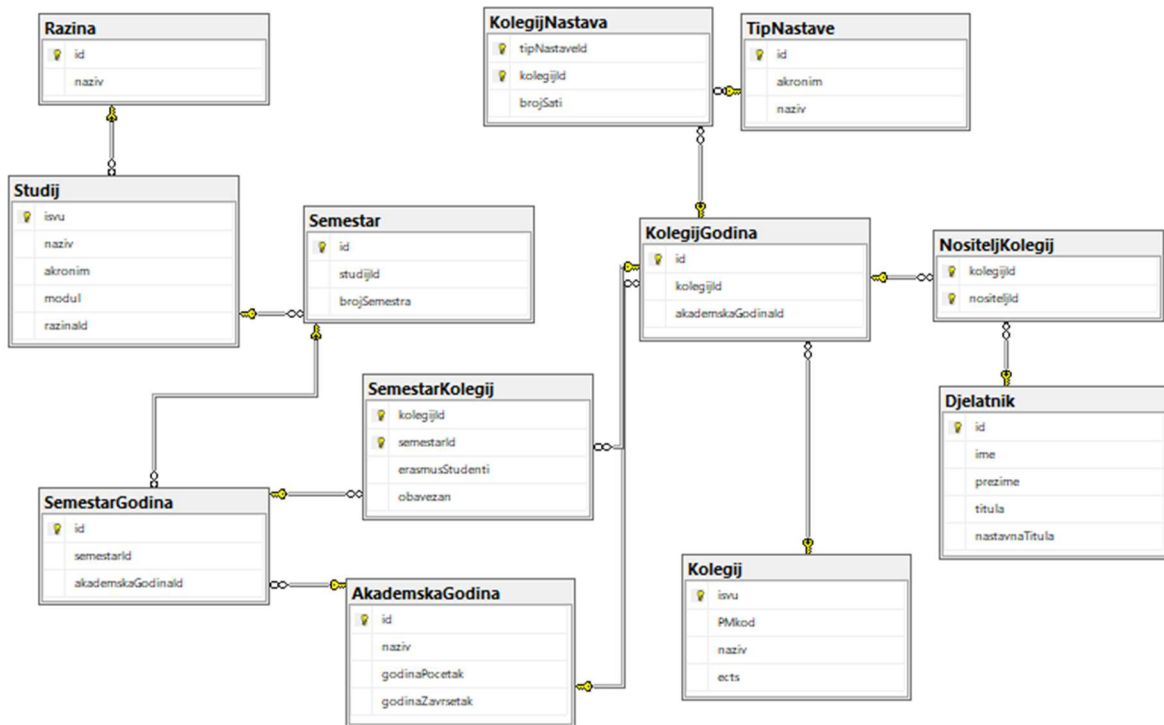 Razina
id
naziv
KolegijNastava
tipNastaveId
kolegijId
brojSati
TipNastave
id
akronim
naziv
Studij
isvu
naziv
akronim
modul
razinaId
Semestar
id
studijId
brojSemestra
KolegijGodina
id
kolegijId
akademskaGodinaId
NositeljKolegij
kolegijId
nositeljId
SemestarKolegij
kolegijId
semestarId
erasmusStudenti
obavezan
Djelatnik
id
ime
prezime
titula
nastavnaTitula
SemestarGodina
id
semestarId
akademskaGodinaId
AkademskaGodina
id
naziv
godinaPocetak
godinaZavrsetak
Kolegij
isvu
PMkod
naziv
ects